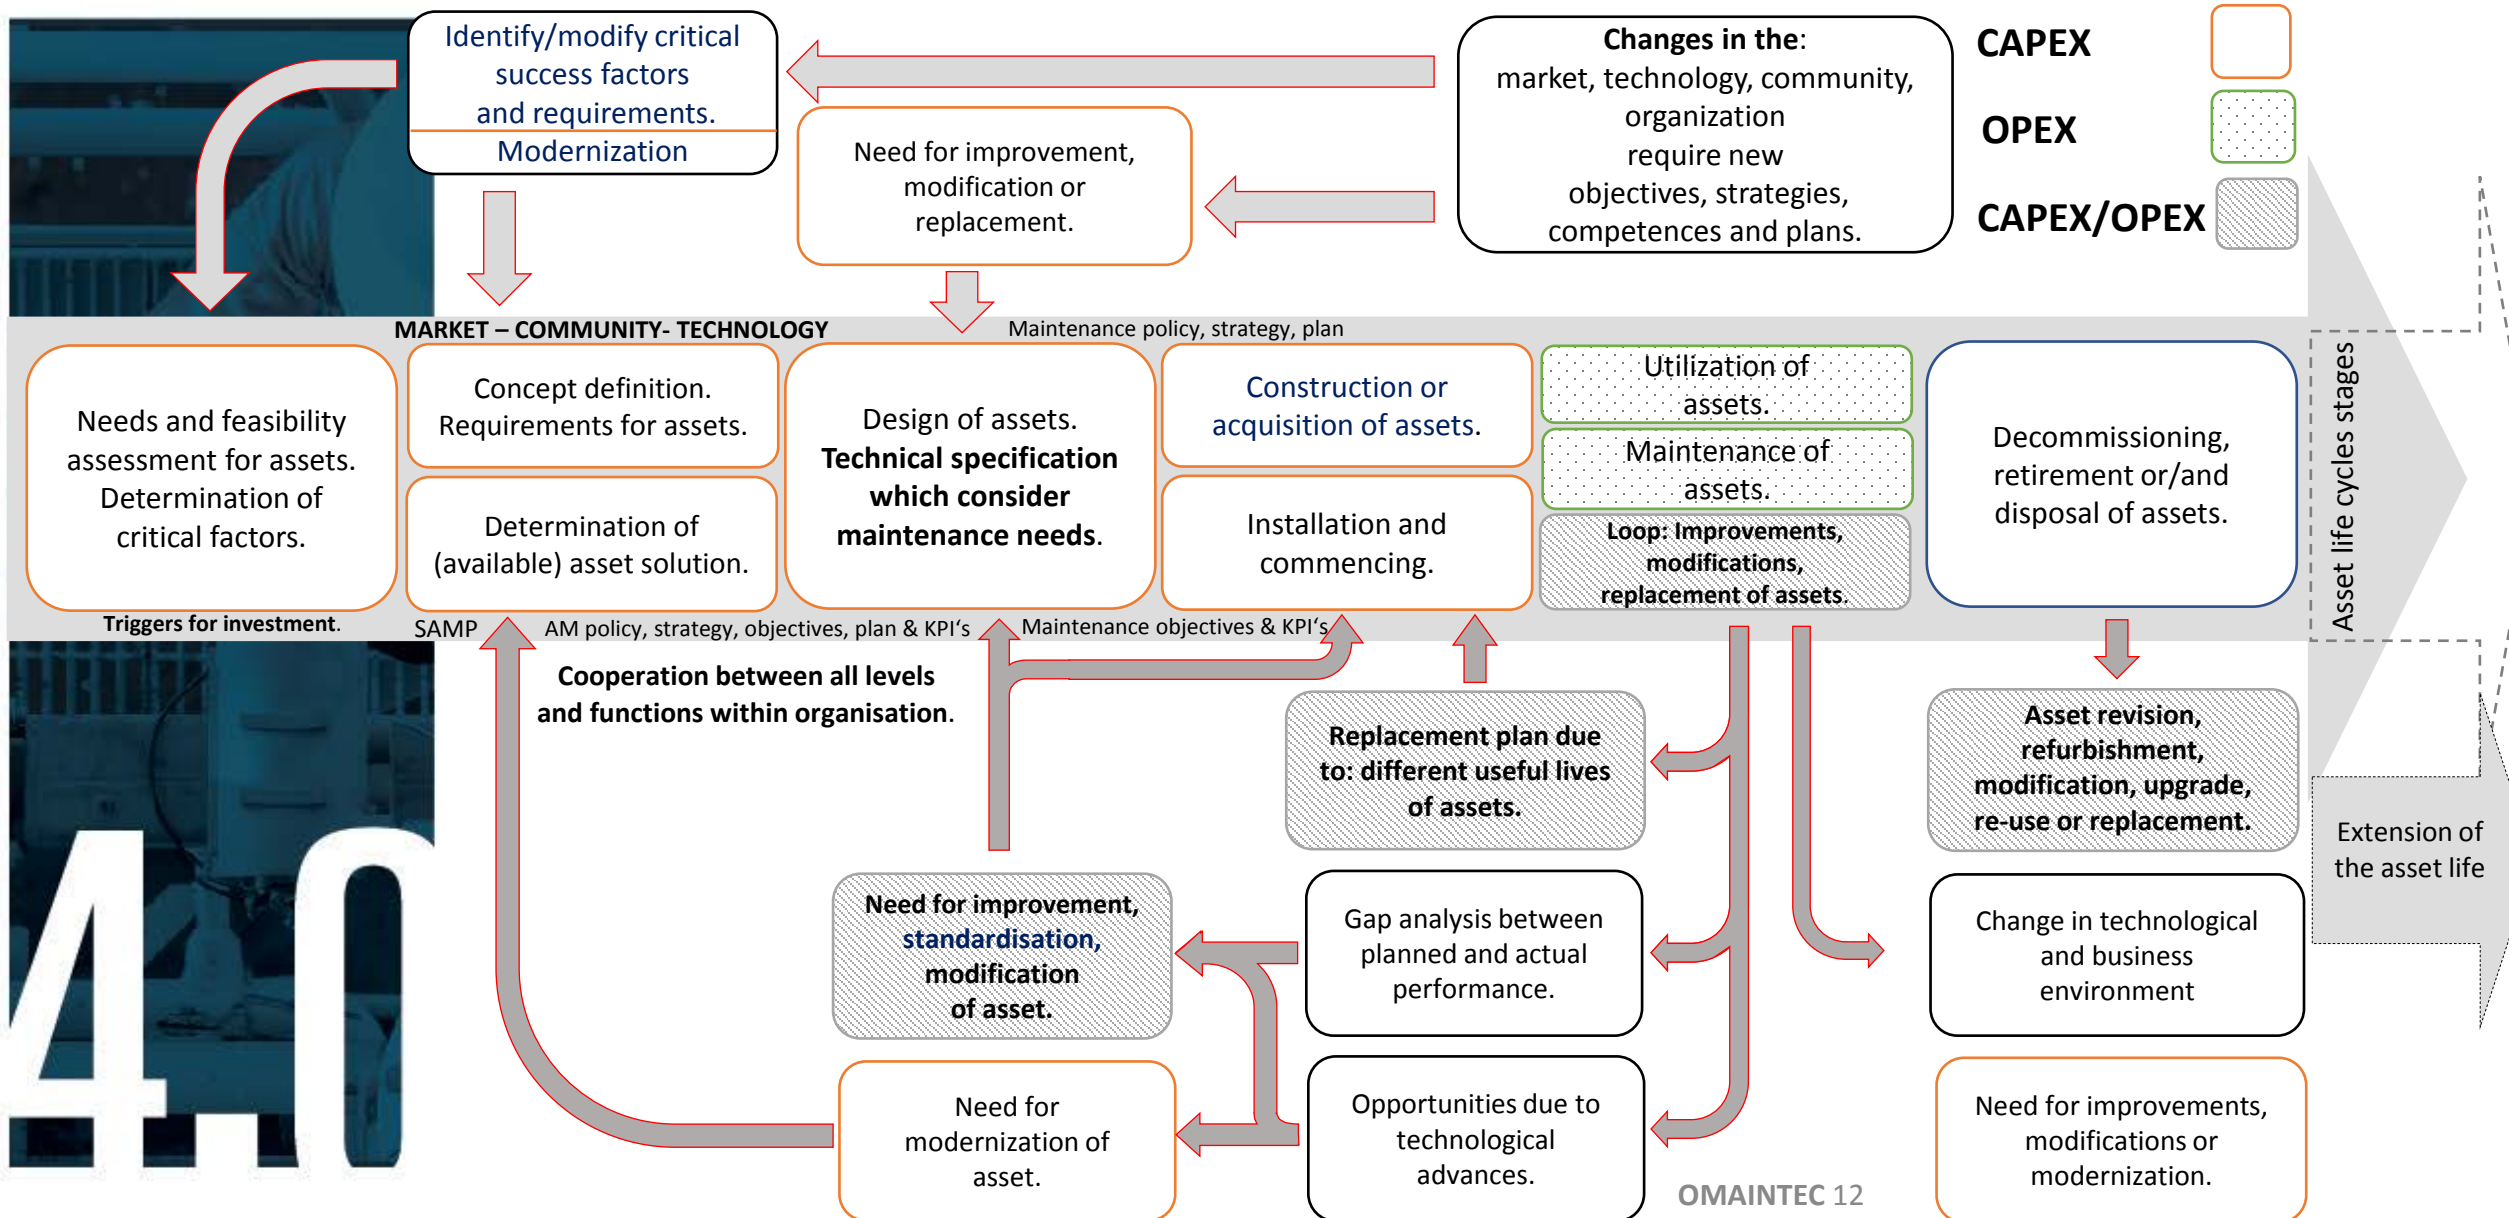 Identify/modify critical
success factors
and requirements.
Modernization
Changes in the:
market, technology, community,
organization
require new
objectives, strategies,
competences and plans.
CAPEX
OPEX
CAPEX/OPEX
Need for improvement,
modification or
replacement.
MARKET – COMMUNITY- TECHNOLOGY
Maintenance policy, strategy, plan
Needs and feasibility
assessment for assets.
Determination of
critical factors.
Concept definition.
Requirements for assets.
Determination of
(available) asset solution.
Design of assets.
Technical specification
which consider
maintenance needs.
Construction or
acquisition of assets.
Installation and
commencing.
Utilization of
assets.
Maintenance of
assets.
Loop: Improvements,
modifications,
replacement of assets.
Decommissioning,
retirement or/and
disposal of assets.
Asset life cycles stages
Triggers for investment.
SAMP
AM policy, strategy, objectives, plan & KPI‘s
Maintenance objectives & KPI‘s
Cooperation between all levels
and functions within organisation.
Replacement plan due
to: different useful lives
of assets.
Asset revision,
refurbishment,
modification, upgrade,
re-use or replacement.
Extension of
the asset life
Need for improvement,
standardisation,
modification
of asset.
Gap analysis between
planned and actual
performance.
Change in technological
and business
environment
Need for
modernization of
asset.
Opportunities due to
technological
advances.
Need for improvements,
modifications or
modernization.
4.0
OMAINTEC 12